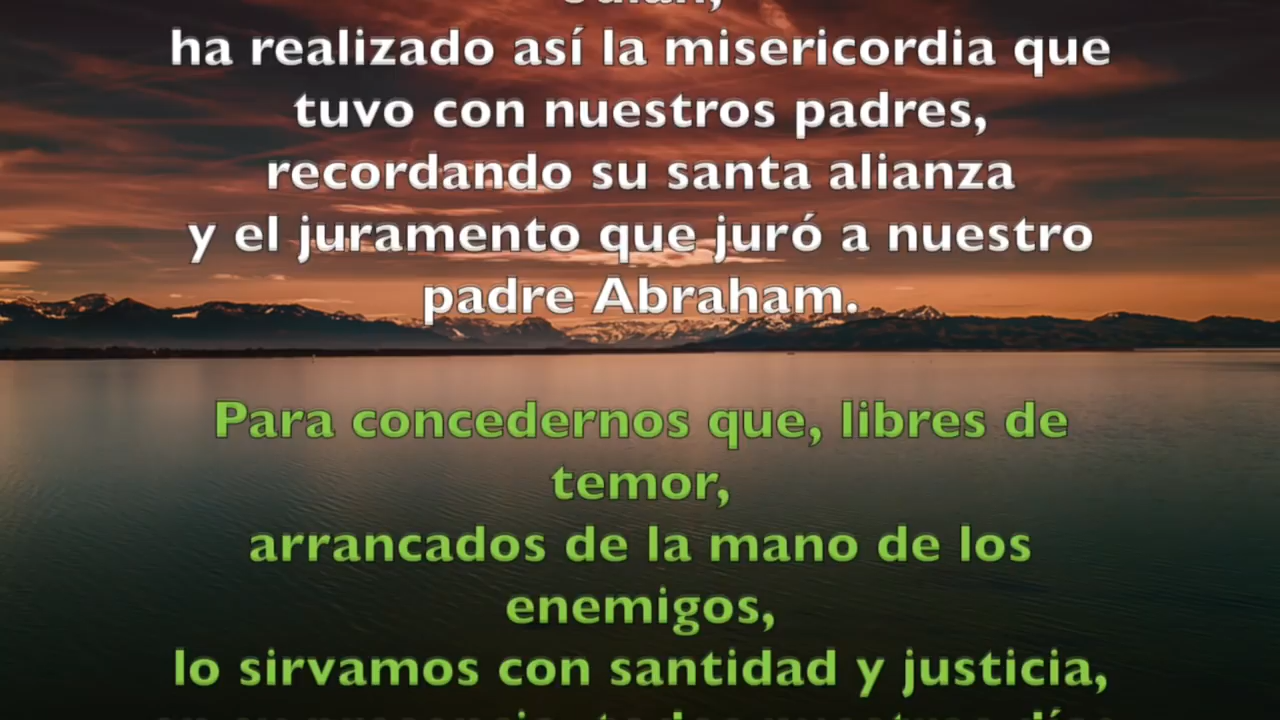 ha realizado así la misericordia que
tuvo con nuestros padres,
recordando su santa alianza
y el juramento que juró a nuestro
padre Abraham.
Para concedernos que, libres de
temor,
arrancados de la mano de los
enemigos,
lo sirvamos con santidad y justicia,